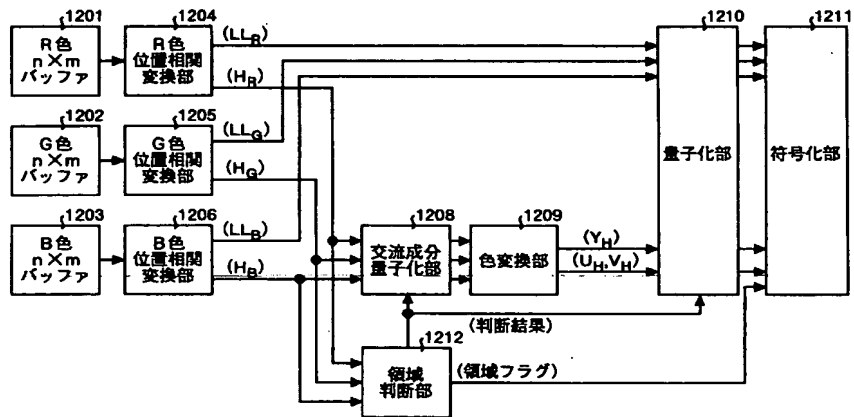 1201
R色
n×m
バッファ
1204
R色
位置相関
変換部
(LLR)
(HR)
1202
G色
n×m
バッファ
1205
G色
位置相関
変換部
(LLG)
(HG)
1203
B色
n×m
バッファ
1206
B色
位置相関
変換部
(LLB)
(HB)
1208
交流成分
量子化部
1209
色変換部
(YH)
(UH,VH)
1210
量子化部
1211
符号化部
(判断結果)
1212
領域
判断部
(領域フラグ)